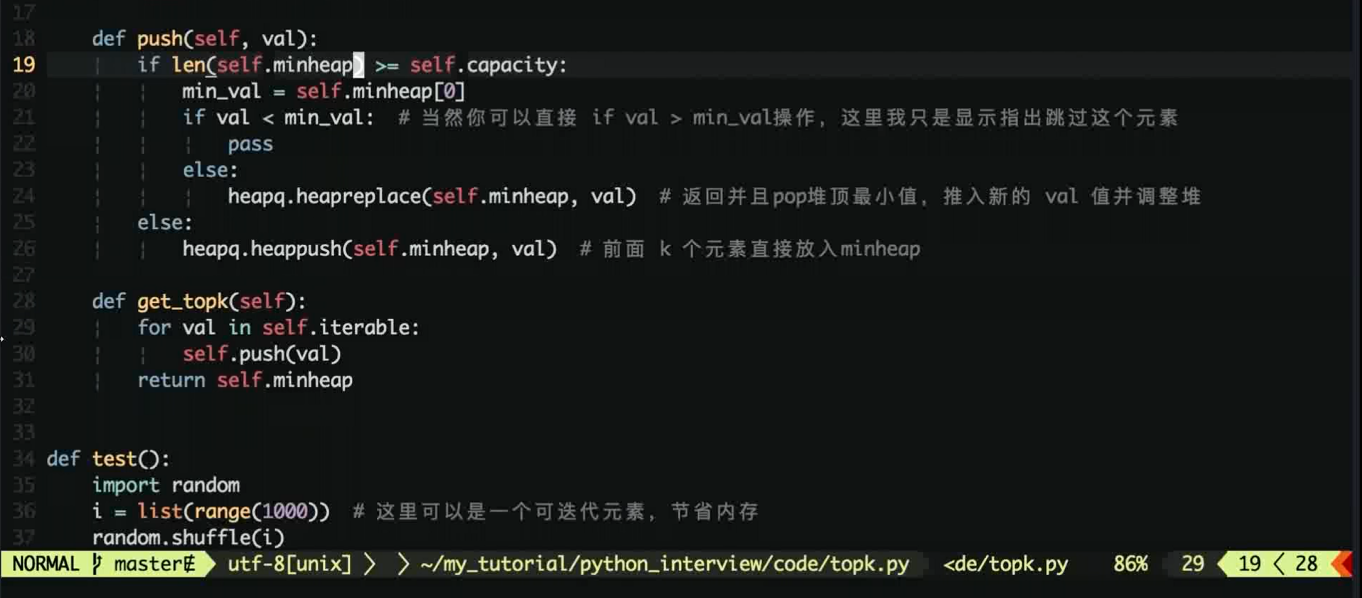 17
18 def push(self, val):
19 if len(self.minheap) >= self.capacity:
20 min_val = self.minheap[0]
21 if val < min_val: # 当然你可以直接 if val > min_val操作, 这里我只是显示指出跳过这个元素
22 pass
23 else:
24 heapq.heapreplace(self.minheap, val) # 返回并且pop堆顶最小值, 推入新的 val 值并调整堆
25 else:
26 heapq.heappush(self.minheap, val) # 前面 k 个元素直接放入minheap
27
28 def get_topk(self):
29 for val in self.iterable:
30 self.push(val)
31 return self.minheap
32
33
34 def test():
35 import random
36 i = list(range(1000)) # 这里可以是一个可迭代元素, 节省内存
37 random.shuffle(i)
NORMAL master utf-8[unix] > > ~/my_tutorial/python_interview/code/topk.py <de/topk.py 86% 29 19 < 28